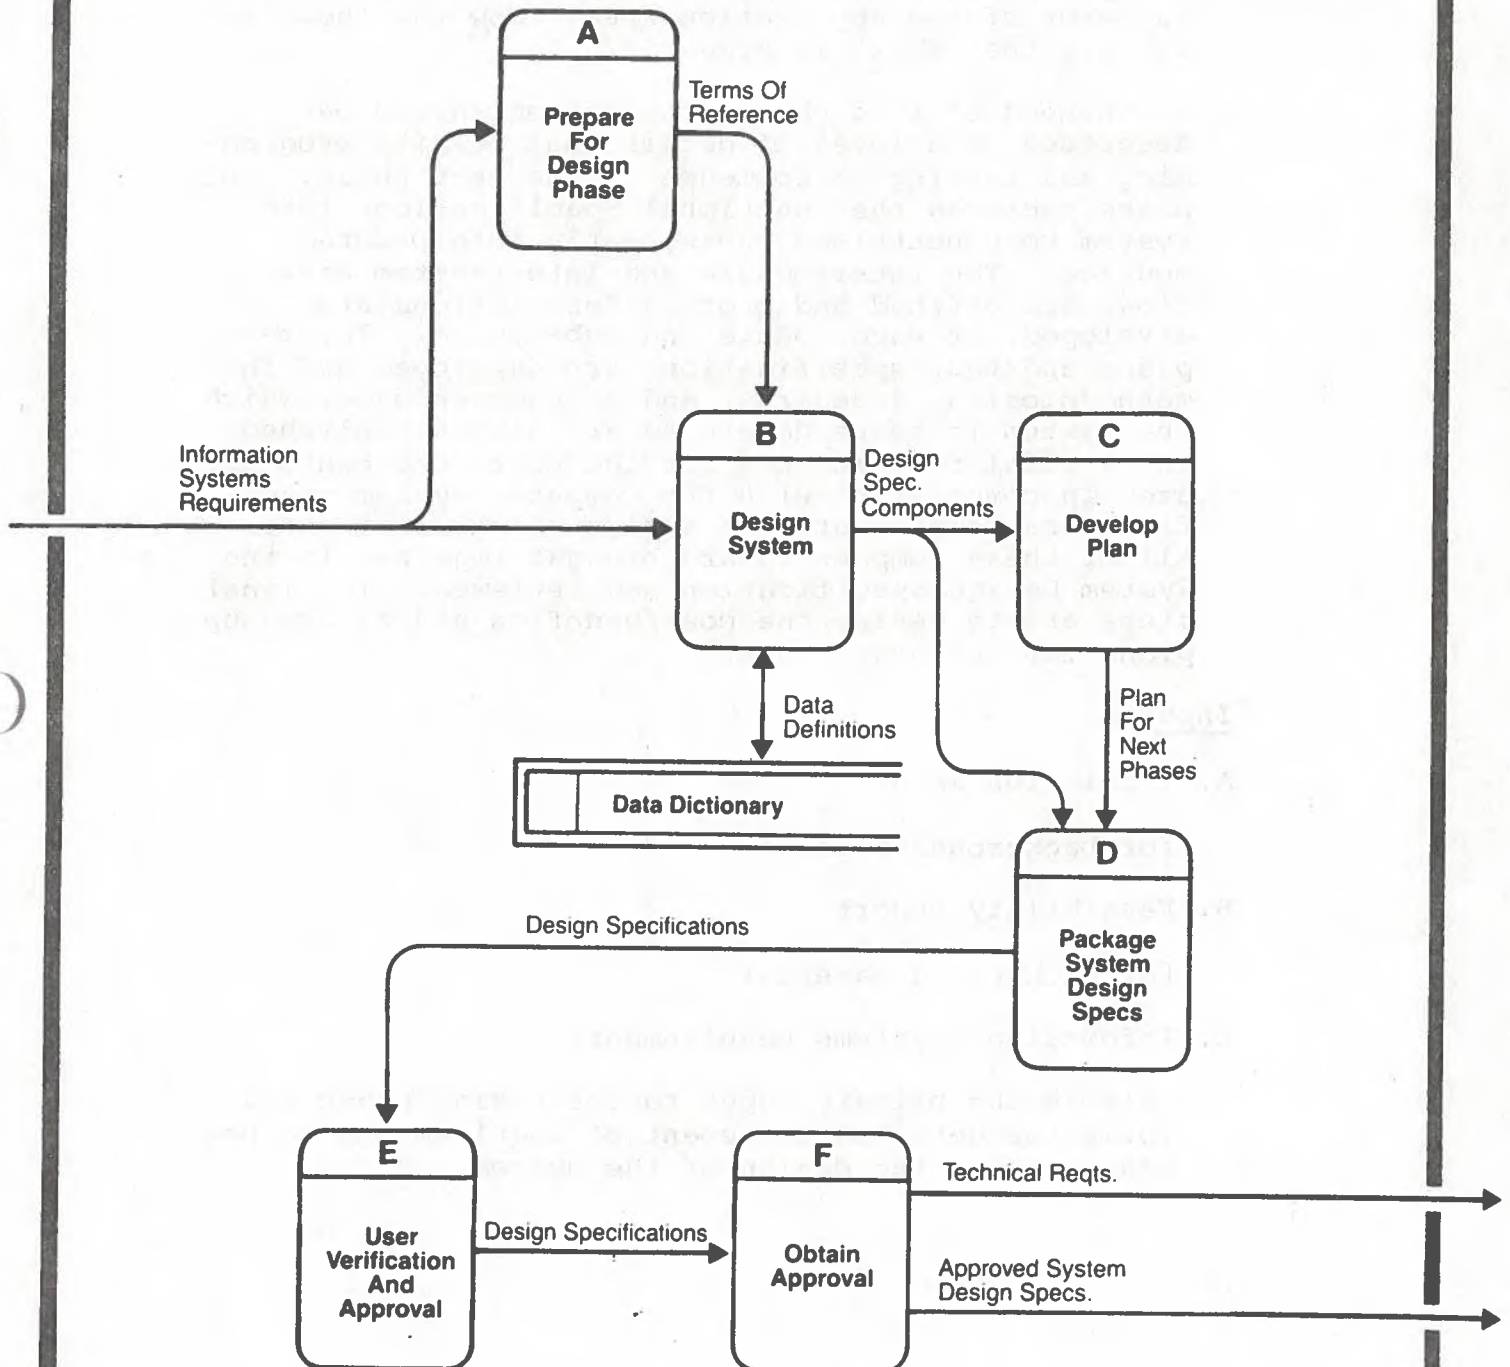 A
Prepare
For
Design
Phase
Terms Of
Reference
Information
Systems
Requirements
B
Design
System
Design
Spec.
Components
C
Develop
Plan
Data
Definitions
Plan
For
Next
Phases
Data Dictionary
D
Package
System
Design
Specs
Design Specifications
E
User
Verification
And
Approval
Design Specifications
F
Obtain
Approval
Technical Reqts.
Approved System
Design Specs.